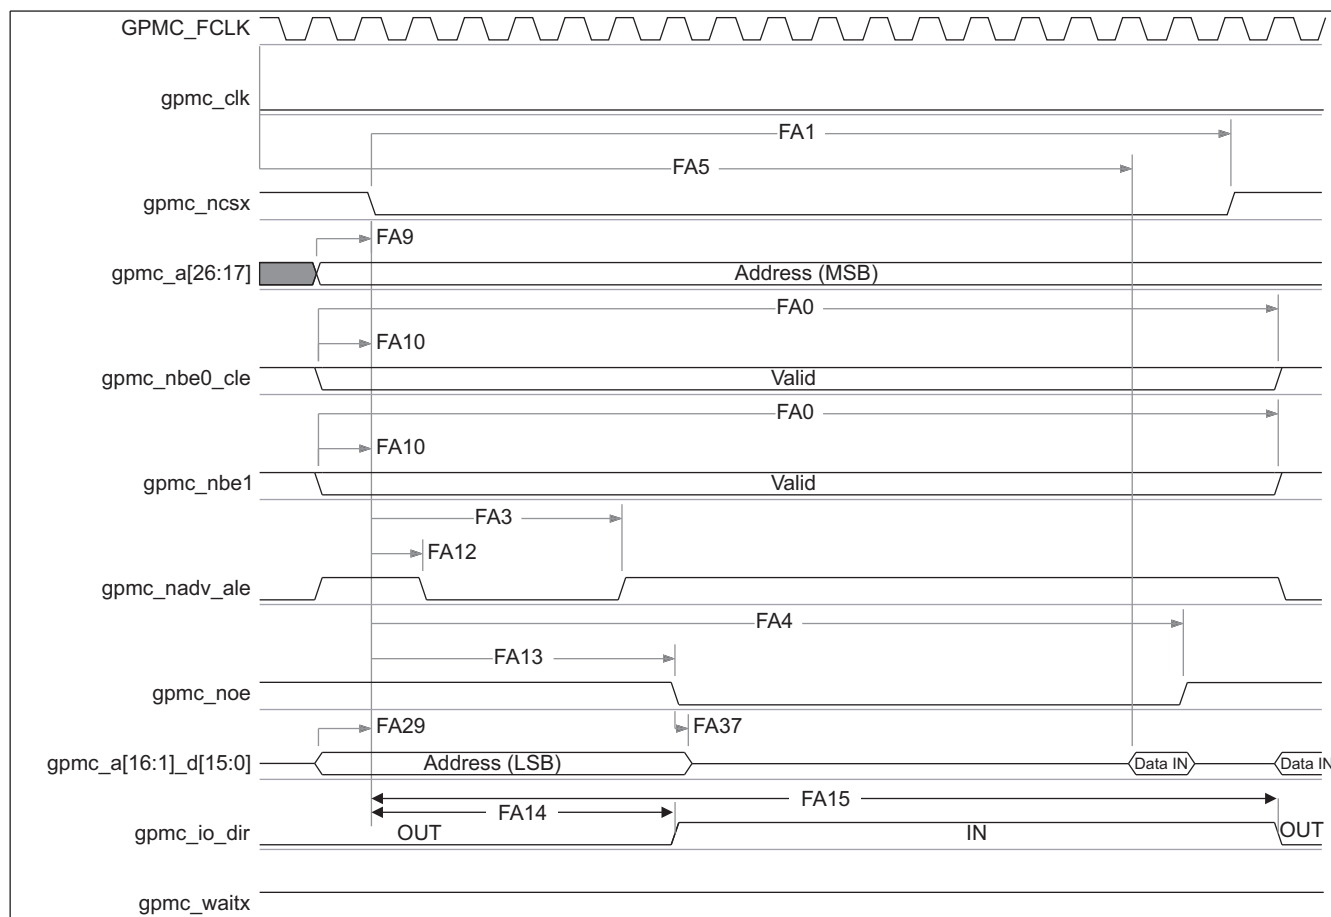 GPMC_FCLK
gpmc_clk
FA1
FA5
gpmc_ncsx
FA9
gpmc_a[26:17]
Address (MSB)
FA0
FA10
gpmc_nbe0_cle
Valid
FA0
FA10
gpmc_nbe1
Valid
FA3
FA12
gpmc_nadv_ale
FA4
FA13
gpmc_noe
FA29
FA37
gpmc_a[16:1]_d[15:0]
Address (LSB)
Data IN
Data IN
FA15
FA14
gpmc_io_dir
OUT
IN
OUT
gpmc_waitx